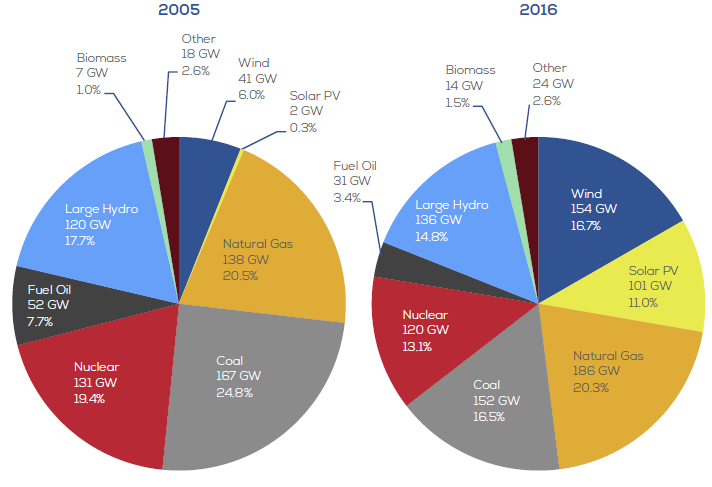 2005
Other
18 GW
2.6%
Biomass
7 GW
1.0%
Wind
41 GW
6.0%
Solar PV
2 GW
0.3%
Large Hydro
120 GW
17.7%
Natural Gas
138 GW
20.5%
Fuel Oil
52 GW
7.7%
Nuclear
131 GW
19.4%
Coal
167 GW
24.8%
2016
Biomass
14 GW
1.5%
Other
24 GW
2.6%
Fuel Oil
31 GW
3.4%
Large Hydro
136 GW
14.8%
Wind
154 GW
16.7%
Solar PV
101 GW
11.0%
Nuclear
120 GW
13.1%
Natural Gas
186 GW
20.3%
Coal
152 GW
16.5%